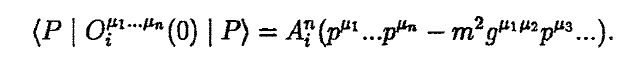 ⟨P | O_i^{μ_1...μ_n}(0) | P⟩ = A_i^n(p^{μ_1}...p^{μ_n} − m^2 g^{μ_1μ_2} p^{μ_3}...).